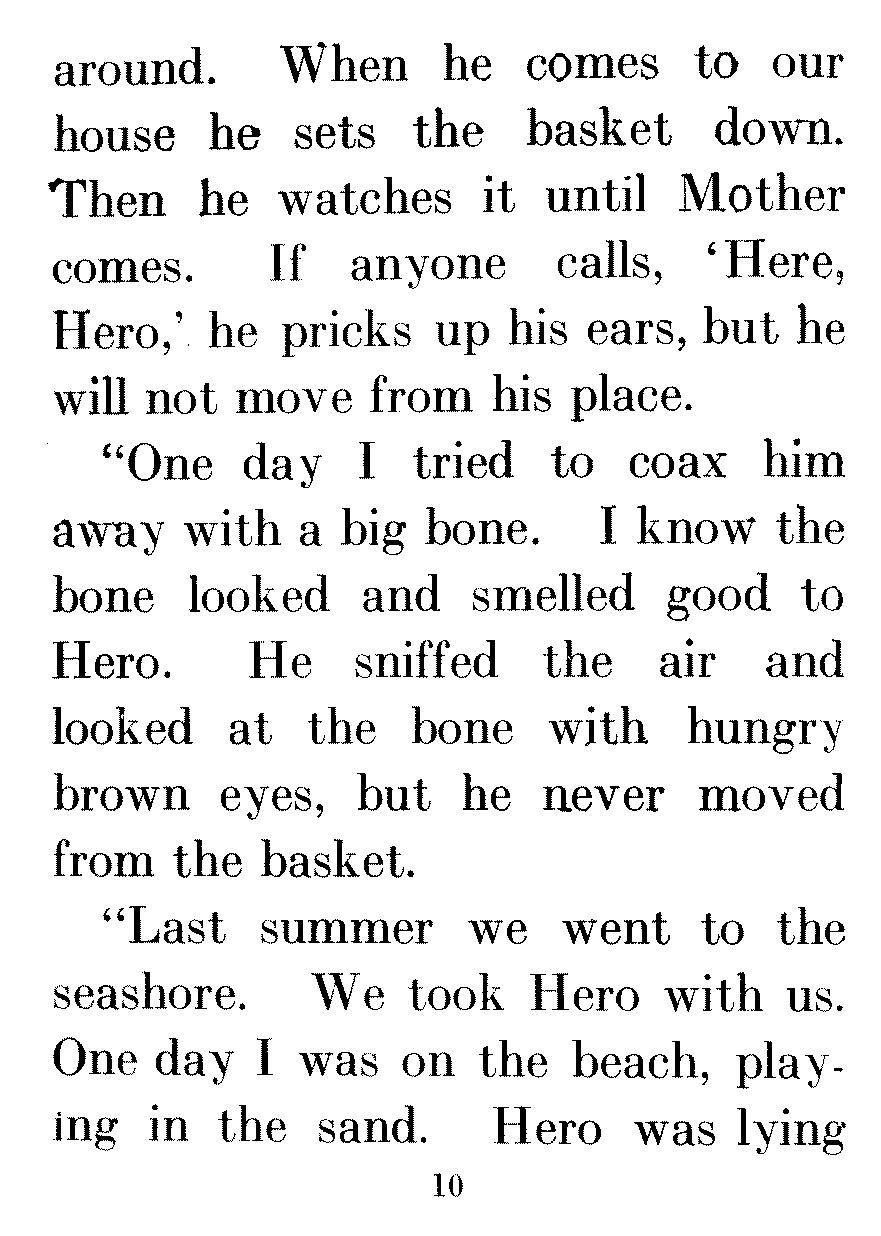 around. When he comes to our
house he sets the basket down.
Then he watches it until Mother
comes. If anyone calls, ‘Here,
Hero,’ he pricks up his ears, but he
will not move from his place.
“One day I tried to coax him
away with a big bone. I know the
bone looked and smelled good to
Hero. He sniffed the air and
looked at the bone with hungry
brown eyes, but he never moved
from the basket.
“Last summer we went to the
seashore. We took Hero with us.
One day I was on the beach, play-
ing in the sand. Hero was lying
10